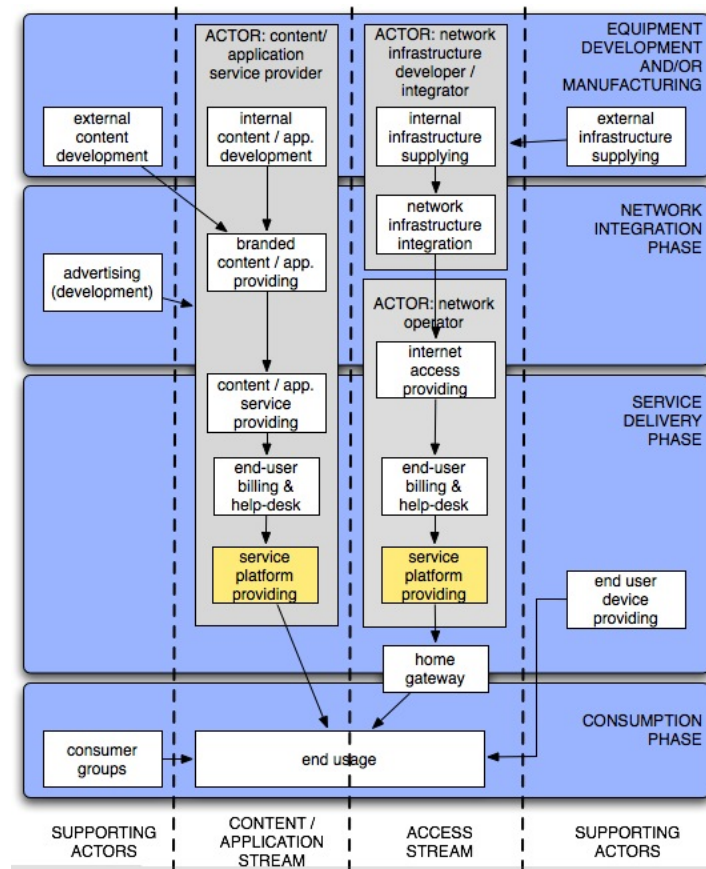 ACTOR: content/
application
service provider
ACTOR: network
infrastructure
developer /
integrator
EQUIPMENT
DEVELOPMENT
AND/OR
MANUFACTURING
external
content
development
internal
content / app.
development
internal
infrastructure
supplying
external
infrastructure
supplying
network
infrastructure
integration
NETWORK
INTEGRATION
PHASE
branded
content / app.
providing
advertising
(development)
ACTOR: network
operator
internet
access
providing
content / app.
service
providing
SERVICE
DELIVERY
PHASE
end-user
billing &
help-desk
end-user
billing &
help-desk
service
platform
providing
service
platform
providing
end user
device
providing
home
gateway
CONSUMPTION
PHASE
consumer
groups
end usage
SUPPORTING
ACTORS
CONTENT /
APPLICATION
STREAM
ACCESS
STREAM
SUPPORTING
ACTORS